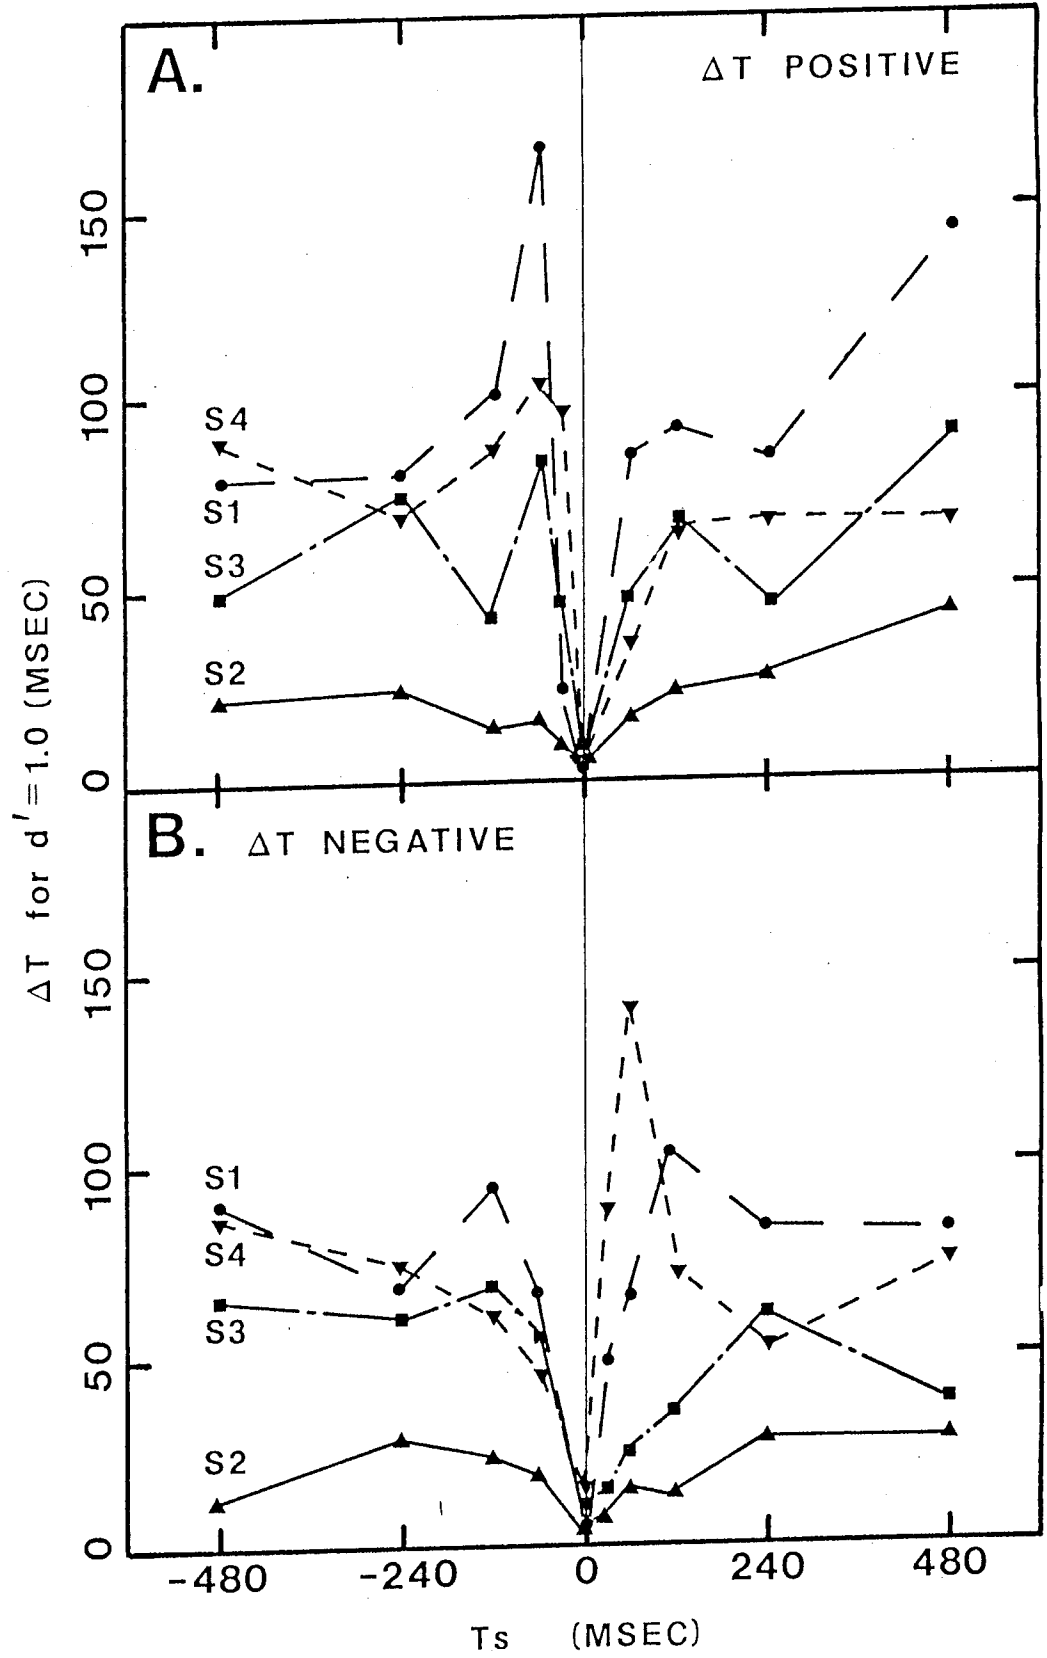 A.
ΔT POSITIVE
150
100
50
0
S4
S1
S3
S2
ΔT for d′=1.0 (MSEC)
B. ΔT NEGATIVE
150
100
50
0
S1
S4
S3
S2
-480 -240 0 240 480
Ts (MSEC)